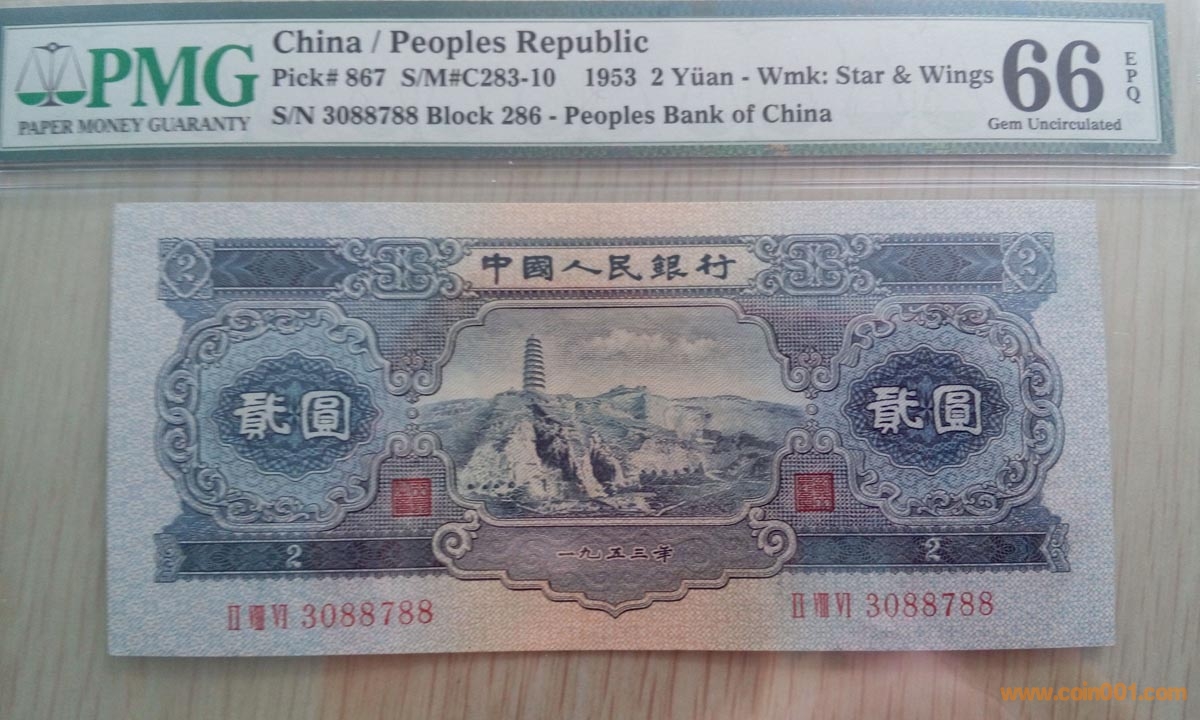 PMG
PAPER MONEY GUARANTY
China / Peoples Republic
Pick# 867 S/M#C283-10 1953 2 Yüan - Wmk: Star & Wings
S/N 3088788 Block 286 - Peoples Bank of China
66
EPQ
Gem Uncirculated
2
中國人民銀行
2
貳圓
貳圓
2
一九五三年
2
II VIII VI 3088788
II VIII VI 3088788
www.coin001.com